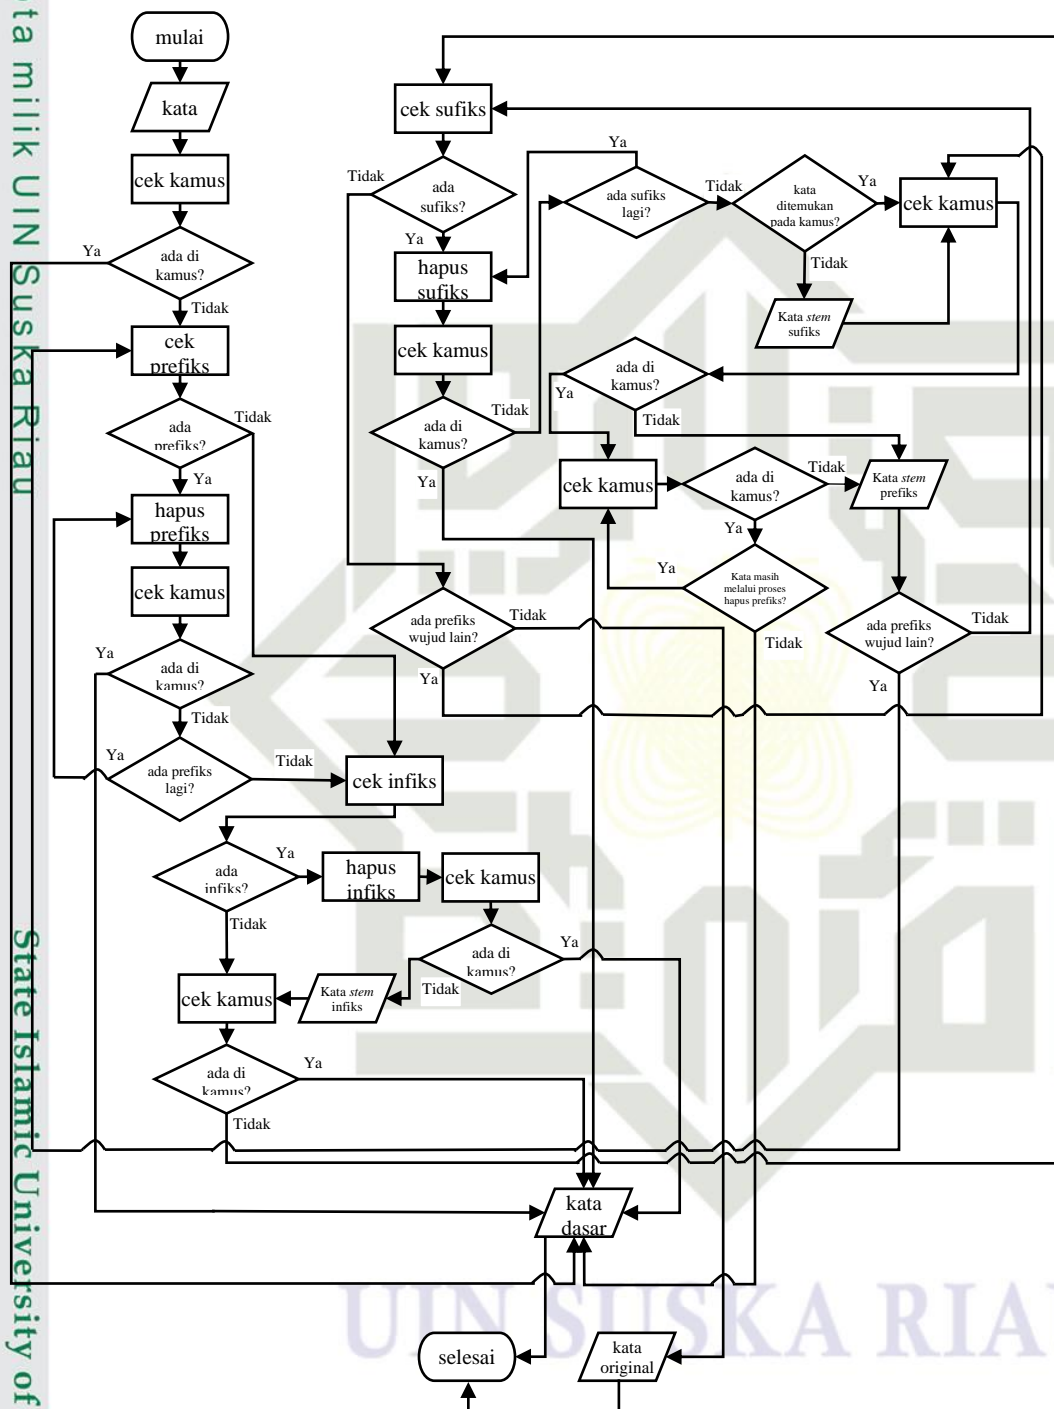 ota milik UIN Suska Riau
State Islamic University of
mulai
kata
cek kamus
ada di
kamus?
Ya
Tidak
cek
prefiks
ada
prefiks?
Tidak
Ya
hapus
prefiks
cek kamus
ada di
kamus?
Ya
Tidak
ada prefiks
lagi?
Ya
Tidak
cek infiks
ada
infiks?
Ya
Tidak
hapus
infiks
cek kamus
ada di
kamus?
Ya
Tidak
Kata stem
infiks
cek kamus
ada di
kamus?
Ya
Tidak
cek sufiks
ada
sufiks?
Tidak
Ya
hapus
sufiks
cek kamus
ada di
kamus?
Tidak
Ya
ada sufiks
lagi?
Ya
Tidak
kata
ditemukan
pada kamus?
Ya
Tidak
cek kamus
Kata stem
sufiks
ada di
kamus?
Ya
Tidak
cek kamus
ada di
kamus?
Tidak
Ya
Kata stem
prefiks
Kata masih
melalui proses
hapus prefiks?
Ya
Tidak
ada prefiks
wujud lain?
Tidak
Ya
ada prefiks
wujud lain?
Tidak
Ya
kata
dasar
selesai
kata
original
UIN SUSKA RIA